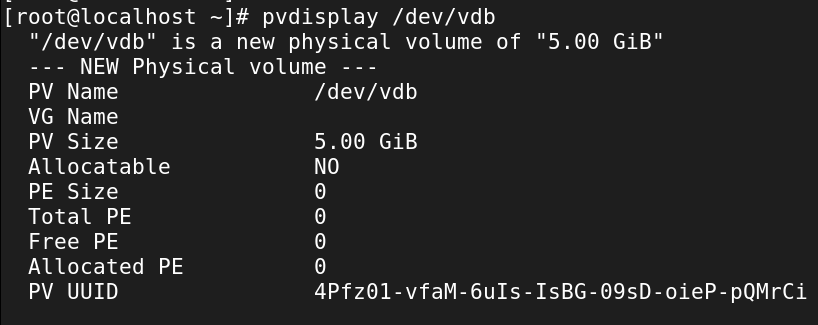 [root@localhost ~]# pvdisplay /dev/vdb
"/dev/vdb" is a new physical volume of "5.00 GiB"
--- NEW Physical volume ---
PV Name /dev/vdb
VG Name
PV Size 5.00 GiB
Allocatable NO
PE Size 0
Total PE 0
Free PE 0
Allocated PE 0
PV UUID 4Pfz01-vfaM-6uIs-IsBG-09sD-oieP-pQMrCi